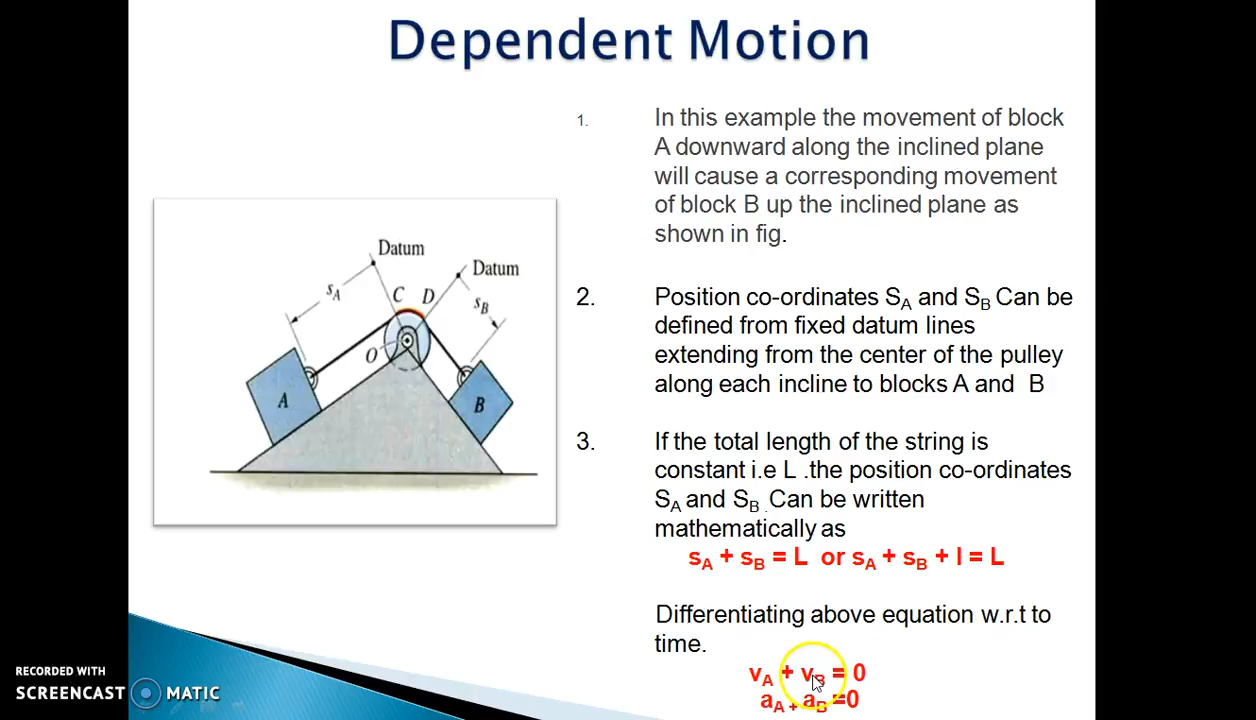 Dependent Motion
1. In this example the movement of block
A downward along the inclined plane
will cause a corresponding movement
of block B up the inclined plane as
shown in fig.
Datum
Datum
sA
C D
sB
O
A
B
2. Position co-ordinates SA and SB Can be
defined from fixed datum lines
extending from the center of the pulley
along each incline to blocks A and B
3. If the total length of the string is
constant i.e L .the position co-ordinates
SA and SB . Can be written
mathematically as
sA + sB = L or sA + sB + l = L
Differentiating above equation w.r.t to
time.
vA + vB = 0
aA + aB =0
RECORDED WITH
SCREENCAST MATIC